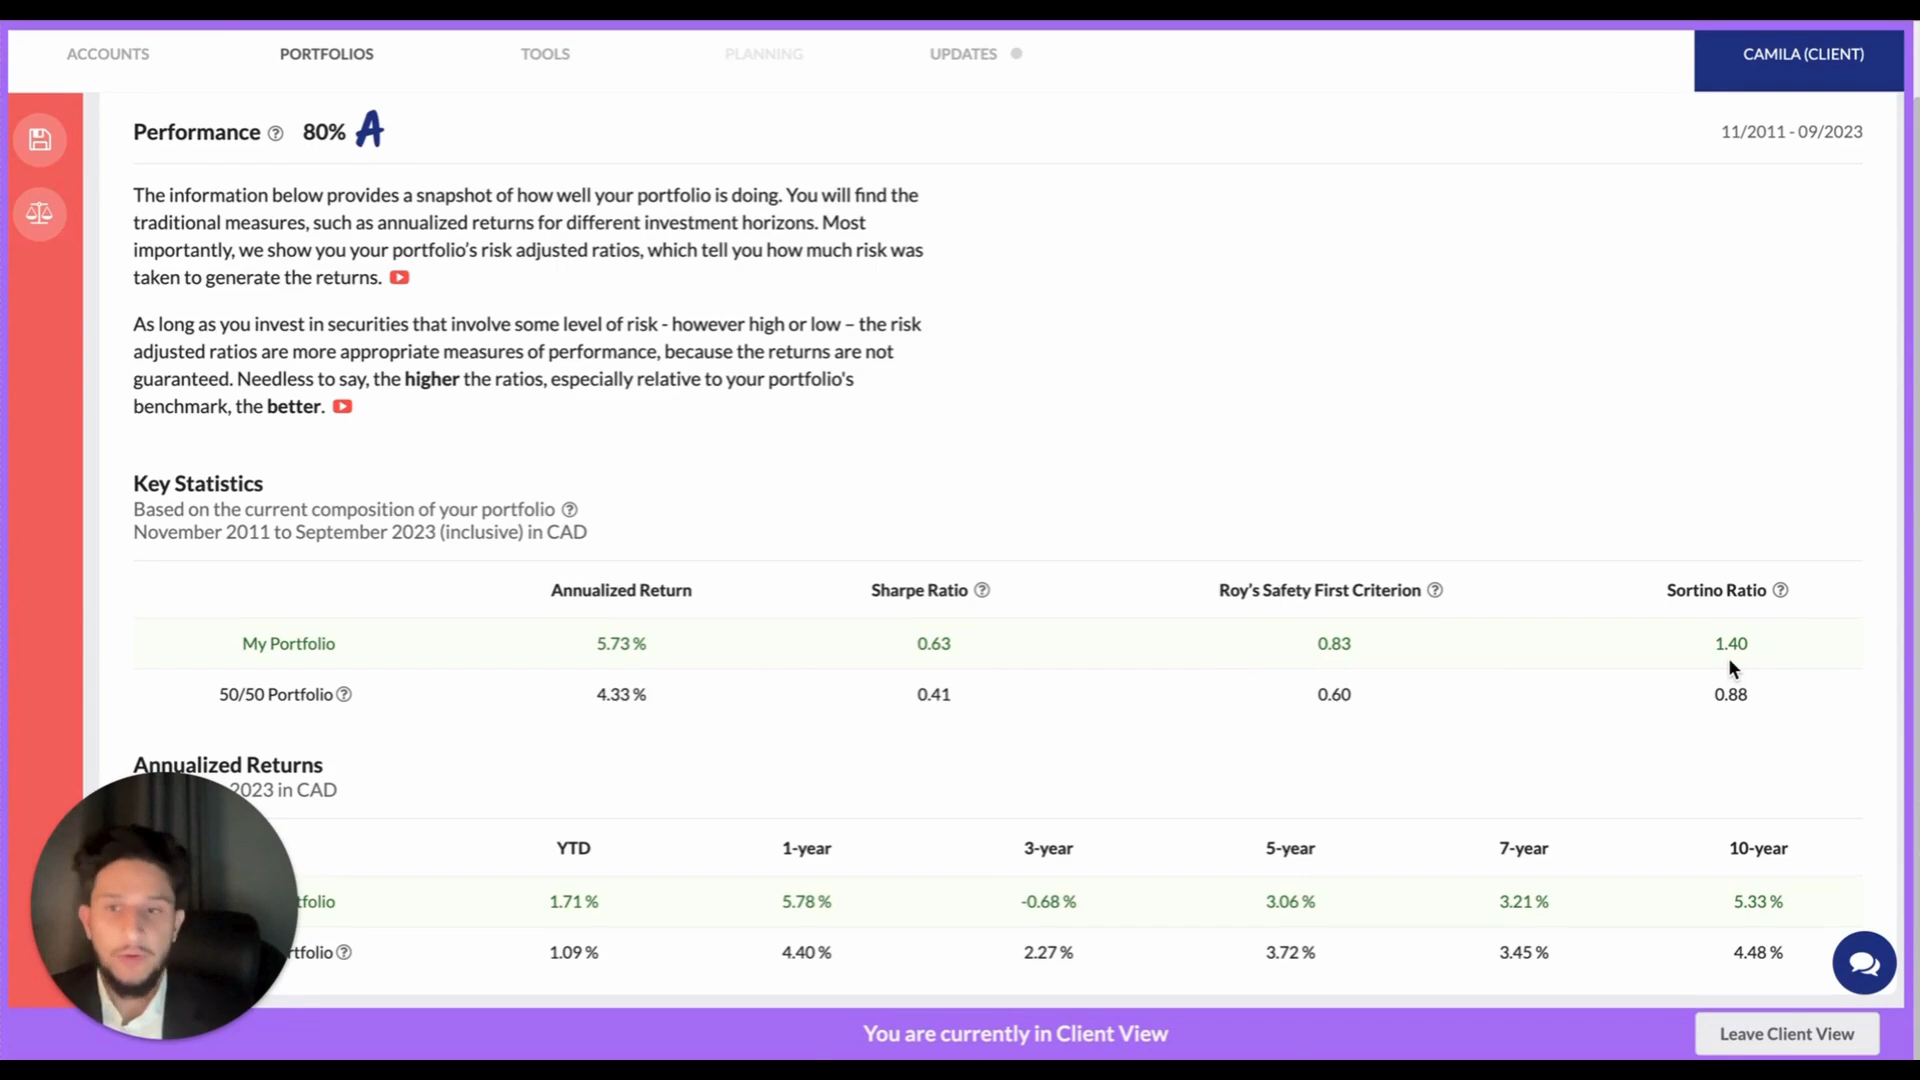 ACCOUNTS PORTFOLIOS TOOLS PLANNING UPDATES CAMILA (CLIENT)
Performance ? 80% A 11/2011 - 09/2023
The information below provides a snapshot of how well your portfolio is doing. You will find the
traditional measures, such as annualized returns for different investment horizons. Most
importantly, we show you your portfolio's risk adjusted ratios, which tell you how much risk was
taken to generate the returns.
As long as you invest in securities that involve some level of risk - however high or low – the risk
adjusted ratios are more appropriate measures of performance, because the returns are not
guaranteed. Needless to say, the higher the ratios, especially relative to your portfolio's
benchmark, the better.
Key Statistics
Based on the current composition of your portfolio ?
November 2011 to September 2023 (inclusive) in CAD
Annualized Return Sharpe Ratio ? Roy's Safety First Criterion ? Sortino Ratio ?
My Portfolio 5.73 % 0.63 0.83 1.40
50/50 Portfolio ? 4.33 % 0.41 0.60 0.88
Annualized Returns
2023 in CAD
YTD 1-year 3-year 5-year 7-year 10-year
tfolio 1.71 % 5.78 % -0.68 % 3.06 % 3.21 % 5.33 %
rtfolio ? 1.09 % 4.40 % 2.27 % 3.72 % 3.45 % 4.48 %
You are currently in Client View Leave Client View